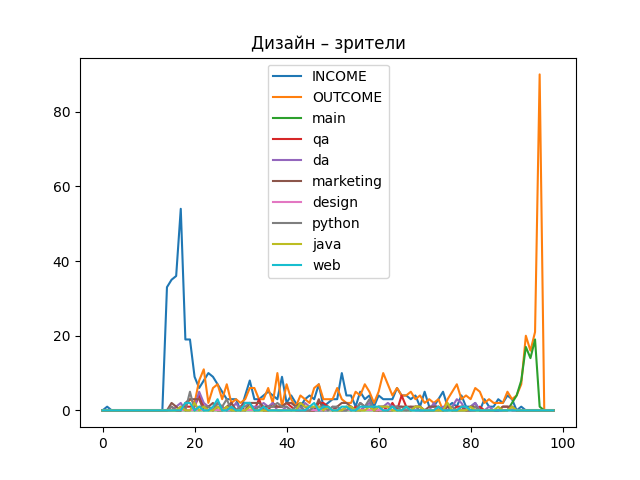 Дизайн – зрители
INCOME
OUTCOME
main
qa
da
marketing
design
python
java
web
80
60
40
20
0
0 20 40 60 80 100